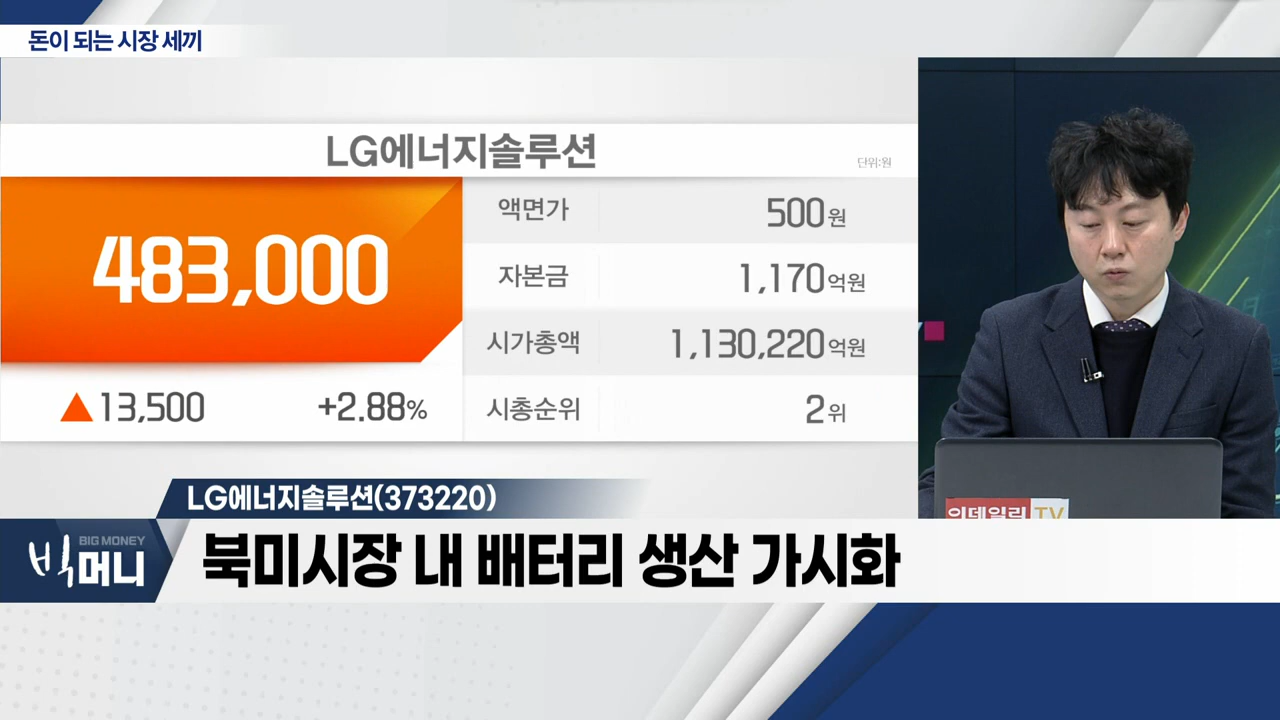 돈이 되는 시장 세끼
LG에너지솔루션
단위:원
483,000
▲ 13,500 +2.88%
액면가 500원
자본금 1,170억원
시가총액 1,130,220억원
시총순위 2위
이데일리 TV
LG에너지솔루션(373220)
BIG MONEY
빅머니
북미시장 내 배터리 생산 가시화